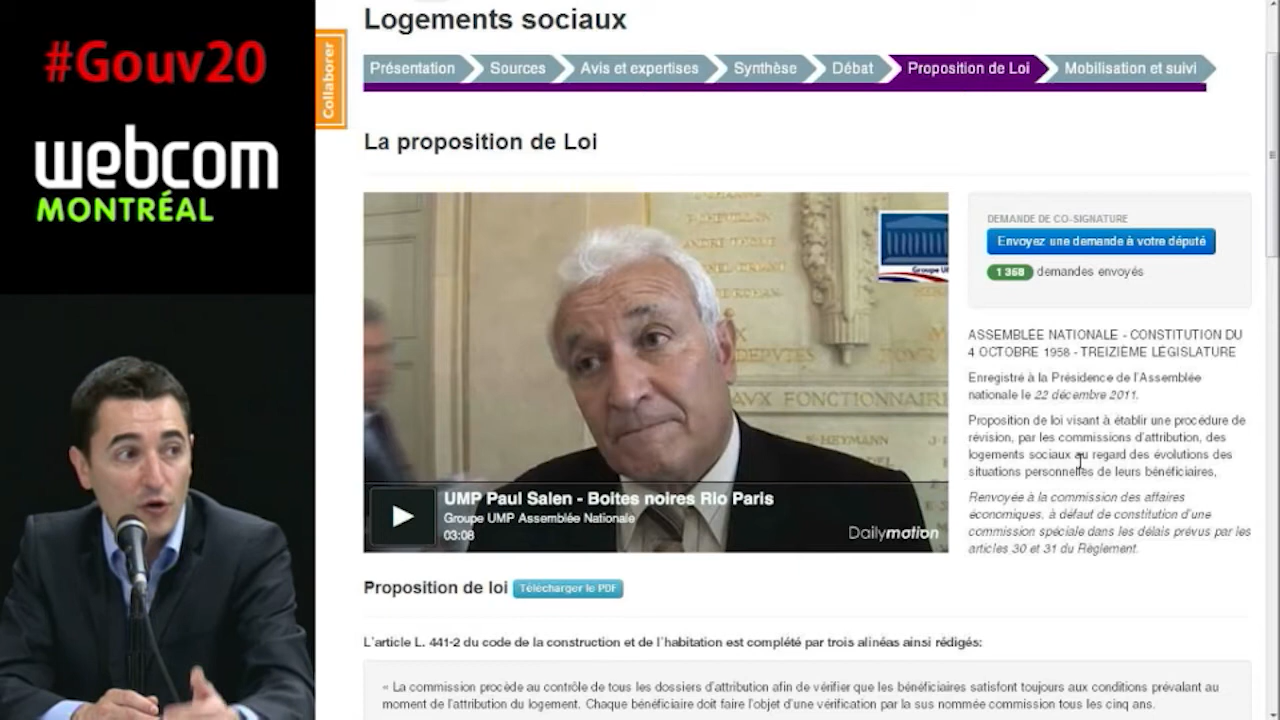 #Gouv20
webcom
MONTRÉAL
Collaborer
Logements sociaux
Présentation
Sources
Avis et expertises
Synthèse
Débat
Proposition de Loi
Mobilisation et suivi
La proposition de Loi
DEPVTES
AVX FONCTIONNAIRE
HEYMANN
Groupe
UMP Paul Salen - Boites noires Rio Paris
Groupe UMP Assemblée Nationale
03:08
Dailymotion
DEMANDE DE CO-SIGNATURE
Envoyez une demande à votre député
1 368 demandes envoyés
ASSEMBLÉE NATIONALE - CONSTITUTION DU
4 OCTOBRE 1958 - TREIZIÈME LÉGISLATURE
Enregistré à la Présidence de l'Assemblée
nationale le 22 décembre 2011.
Proposition de loi visant à établir une procédure de
révision, par les commissions d'attribution, des
logements sociaux au regard des évolutions des
situations personnelles de leurs bénéficiaires,
Renvoyée à la commission des affaires
économiques, à défaut de constitution d'une
commission spéciale dans les délais prévus par les
articles 30 et 31 du Règlement.
Proposition de loi
Télécharger le PDF
L'article L. 441-2 du code de la construction et de l'habitation est complété par trois alinéas ainsi rédigés:
« La commission procède au contrôle de tous les dossiers d'attribution afin de vérifier que les bénéficiaires satisfont toujours aux conditions prévalant au
moment de l'attribution du logement. Chaque bénéficiaire doit faire l'objet d'une vérification par la sus nommée commission tous les cinq ans.